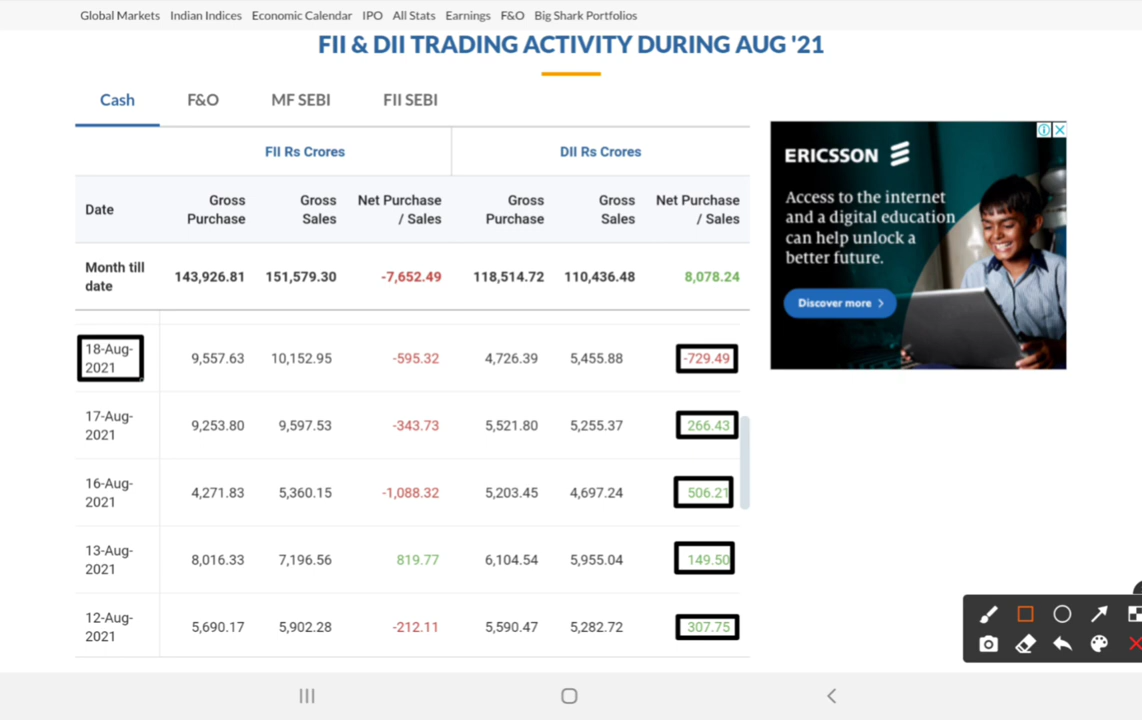 Global Markets Indian Indices Economic Calendar IPO All Stats Earnings F&O Big Shark Portfolios
FII & DII TRADING ACTIVITY DURING AUG '21
Cash F&O MF SEBI FII SEBI
FII Rs Crores DII Rs Crores
Date Gross Purchase Gross Sales Net Purchase / Sales Gross Purchase Gross Sales Net Purchase / Sales
Month till date 143,926.81 151,579.30 -7,652.49 118,514.72 110,436.48 8,078.24
18-Aug-2021 9,557.63 10,152.95 -595.32 4,726.39 5,455.88 -729.49
17-Aug-2021 9,253.80 9,597.53 -343.73 5,521.80 5,255.37 266.43
16-Aug-2021 4,271.83 5,360.15 -1,088.32 5,203.45 4,697.24 506.21
13-Aug-2021 8,016.33 7,196.56 819.77 6,104.54 5,955.04 149.50
12-Aug-2021 5,690.17 5,902.28 -212.11 5,590.47 5,282.72 307.75
ERICSSON
Access to the internet
and a digital education
can help unlock a
better future.
Discover more